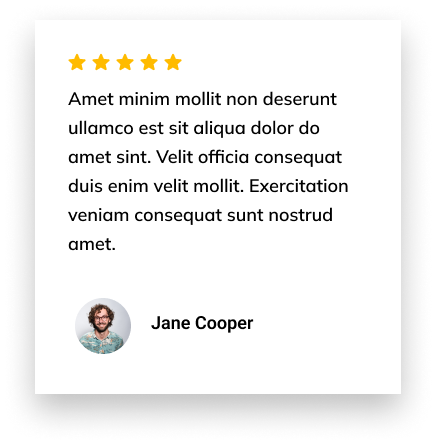 Amet minim mollit non deserunt
ullamco est sit aliqua dolor do
amet sint. Velit officia consequat
duis enim velit mollit. Exercitation
veniam consequat sunt nostrud
amet.
Jane Cooper